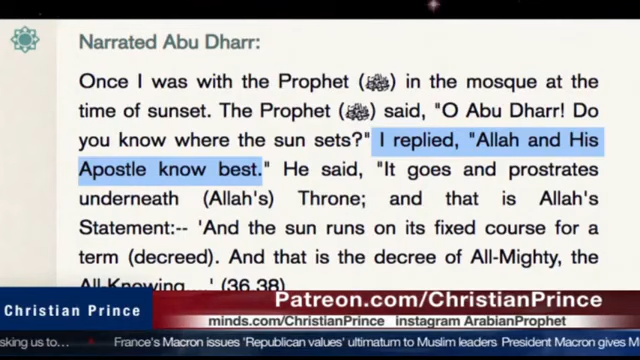 Narrated Abu Dharr:
Once I was with the Prophet (ﷺ) in the mosque at the
time of sunset. The Prophet (ﷺ) said, "O Abu Dharr! Do
you know where the sun sets?" I replied, "Allah and His
Apostle know best." He said, "It goes and prostrates
underneath (Allah's) Throne; and that is Allah's
Statement:-- 'And the sun runs on its fixed course for a
term (decreed). And that is the decree of All-Mighty, the
All-Knowing....' (36.38)
Christian Prince
Patreon.com/ChristianPrince
minds.com/ChristianPrince instagram ArabianProphet
sking us to… France's Macron issues 'Republican values' ultimatum to Muslim leaders President Macron gives M